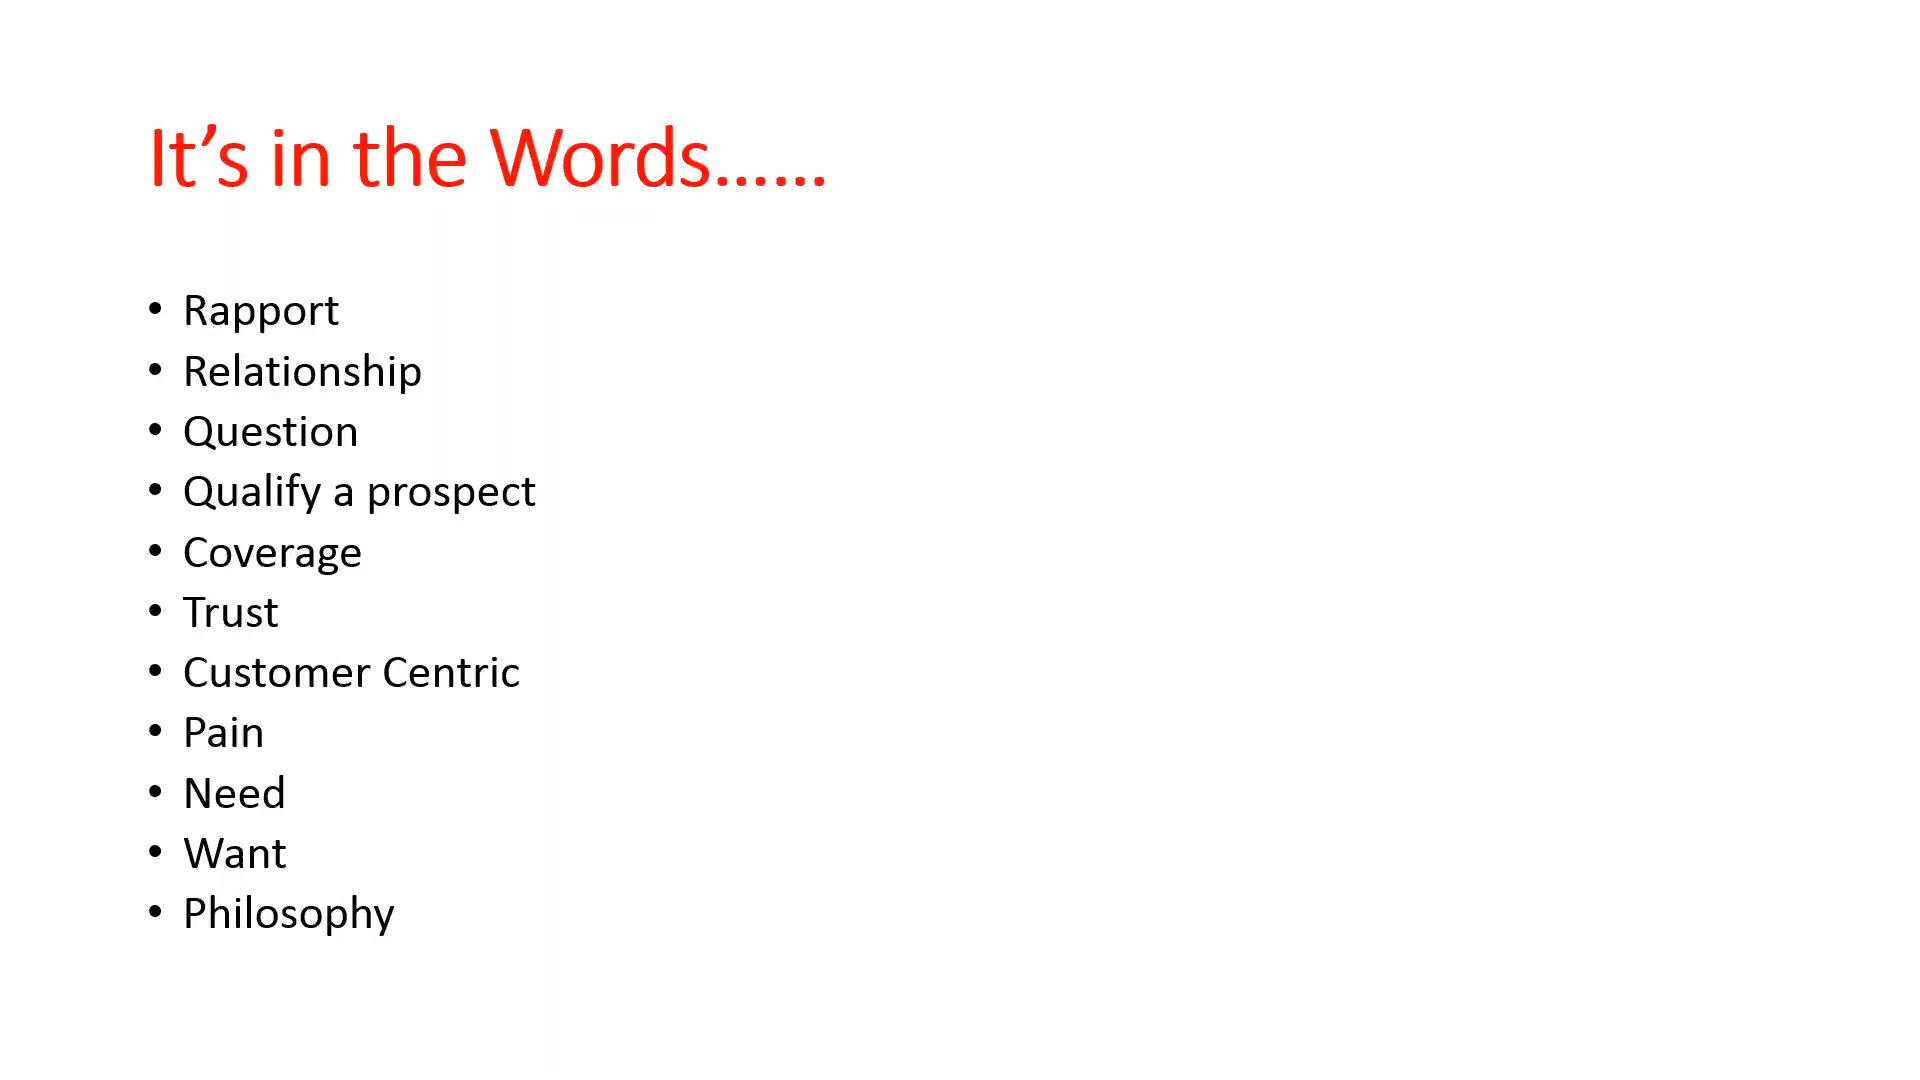 It’s in the Words......
• Rapport
• Relationship
• Question
• Qualify a prospect
• Coverage
• Trust
• Customer Centric
• Pain
• Need
• Want
• Philosophy